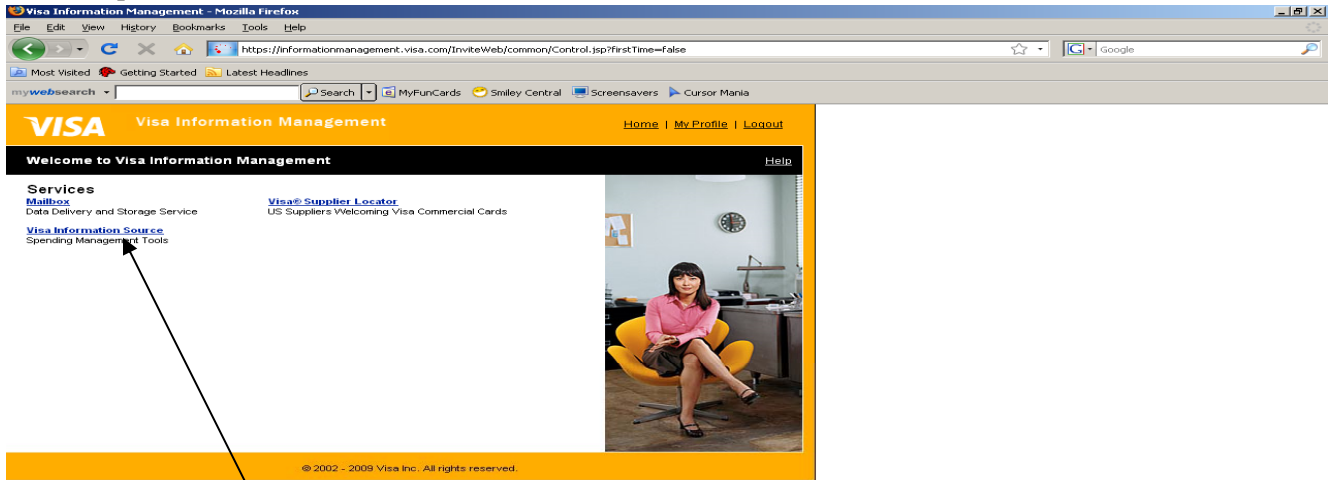 Visa Information Management - Mozilla Firefox
File Edit View History Bookmarks Tools Help
https://informationmanagement.visa.com/InviteWeb/common/Control.jsp?firstTime=false
G Google
Most Visited Getting Started Latest Headlines
mywebsearch Search MyFunCards Smiley Central Screensavers Cursor Mania
VISA Visa Information Management Home | My Profile | Logout
Welcome to Visa Information Management Help
Services
Mailbox Visa® Supplier Locator
Data Delivery and Storage Service US Suppliers Welcoming Visa Commercial Cards
Visa Information Source
Spending Management Tools
© 2002 - 2009 Visa Inc. All rights reserved.